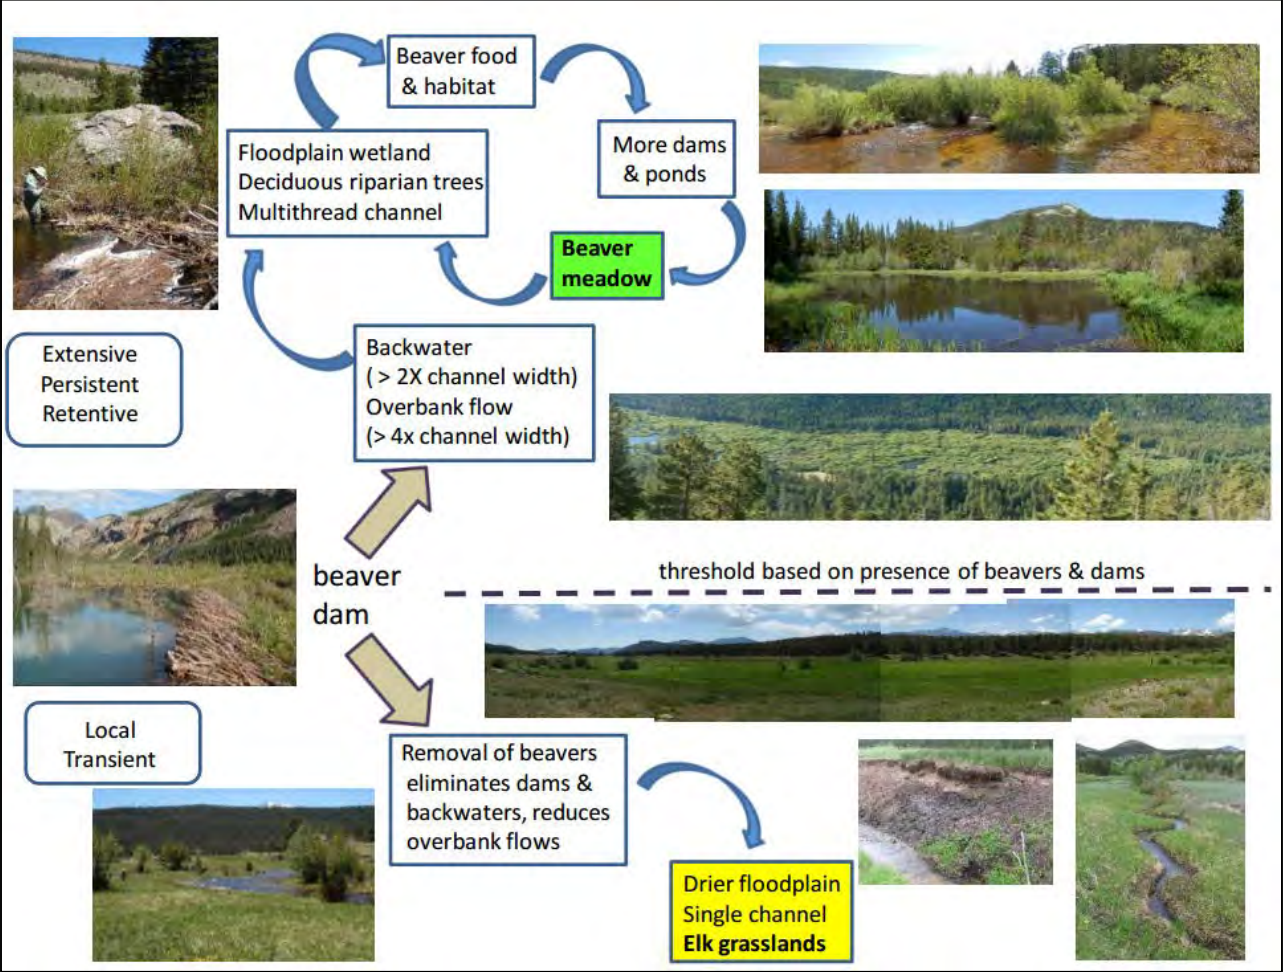 Beaver food
& habitat
Floodplain wetland
Deciduous riparian trees
Multithread channel
More dams
& ponds
Beaver
meadow
Backwater
( > 2X channel width)
Overbank flow
(> 4x channel width)
Extensive
Persistent
Retentive
beaver
dam
threshold based on presence of beavers & dams
Local
Transient
Removal of beavers
eliminates dams &
backwaters, reduces
overbank flows
Drier floodplain
Single channel
Elk grasslands